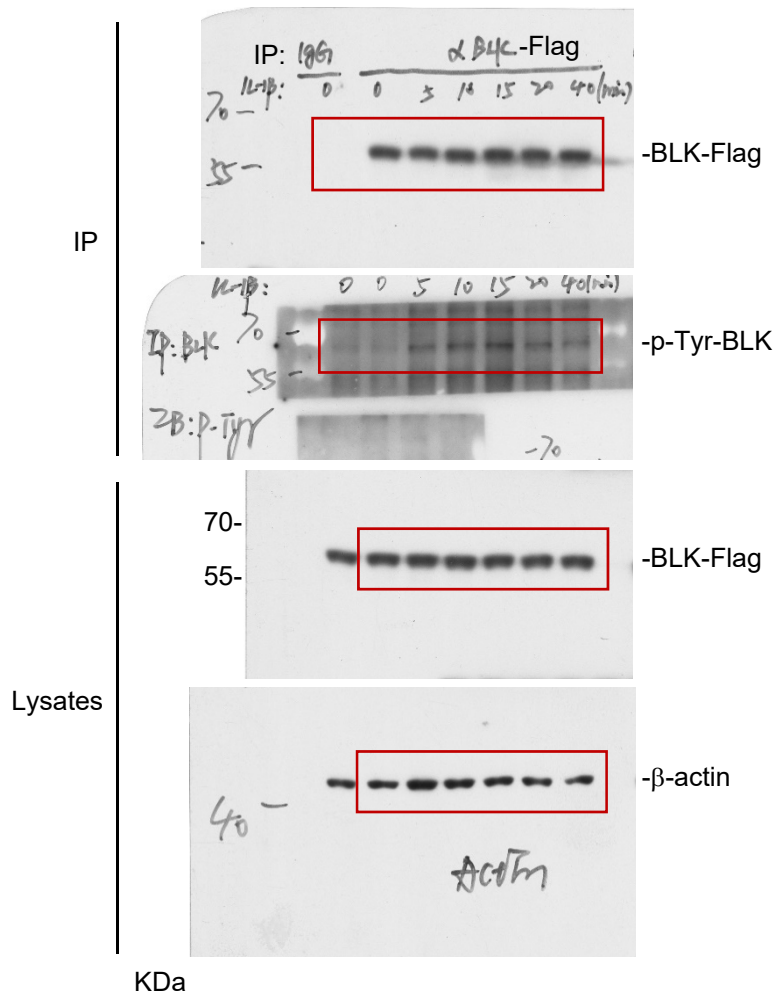 IP: IgG αBLK-Flag
IL-1β: 0 0 5 10 15 20 40(min)
70-
-BLK-Flag
55-
IP
IL-1β: 0 0 5 10 15 20 40(min)
IP:BLK 70-
-p-Tyr-BLK
55-
IB:P-Tyr
-70
70-
-BLK-Flag
55-
Lysates
-β-actin
40-
Actin
KDa